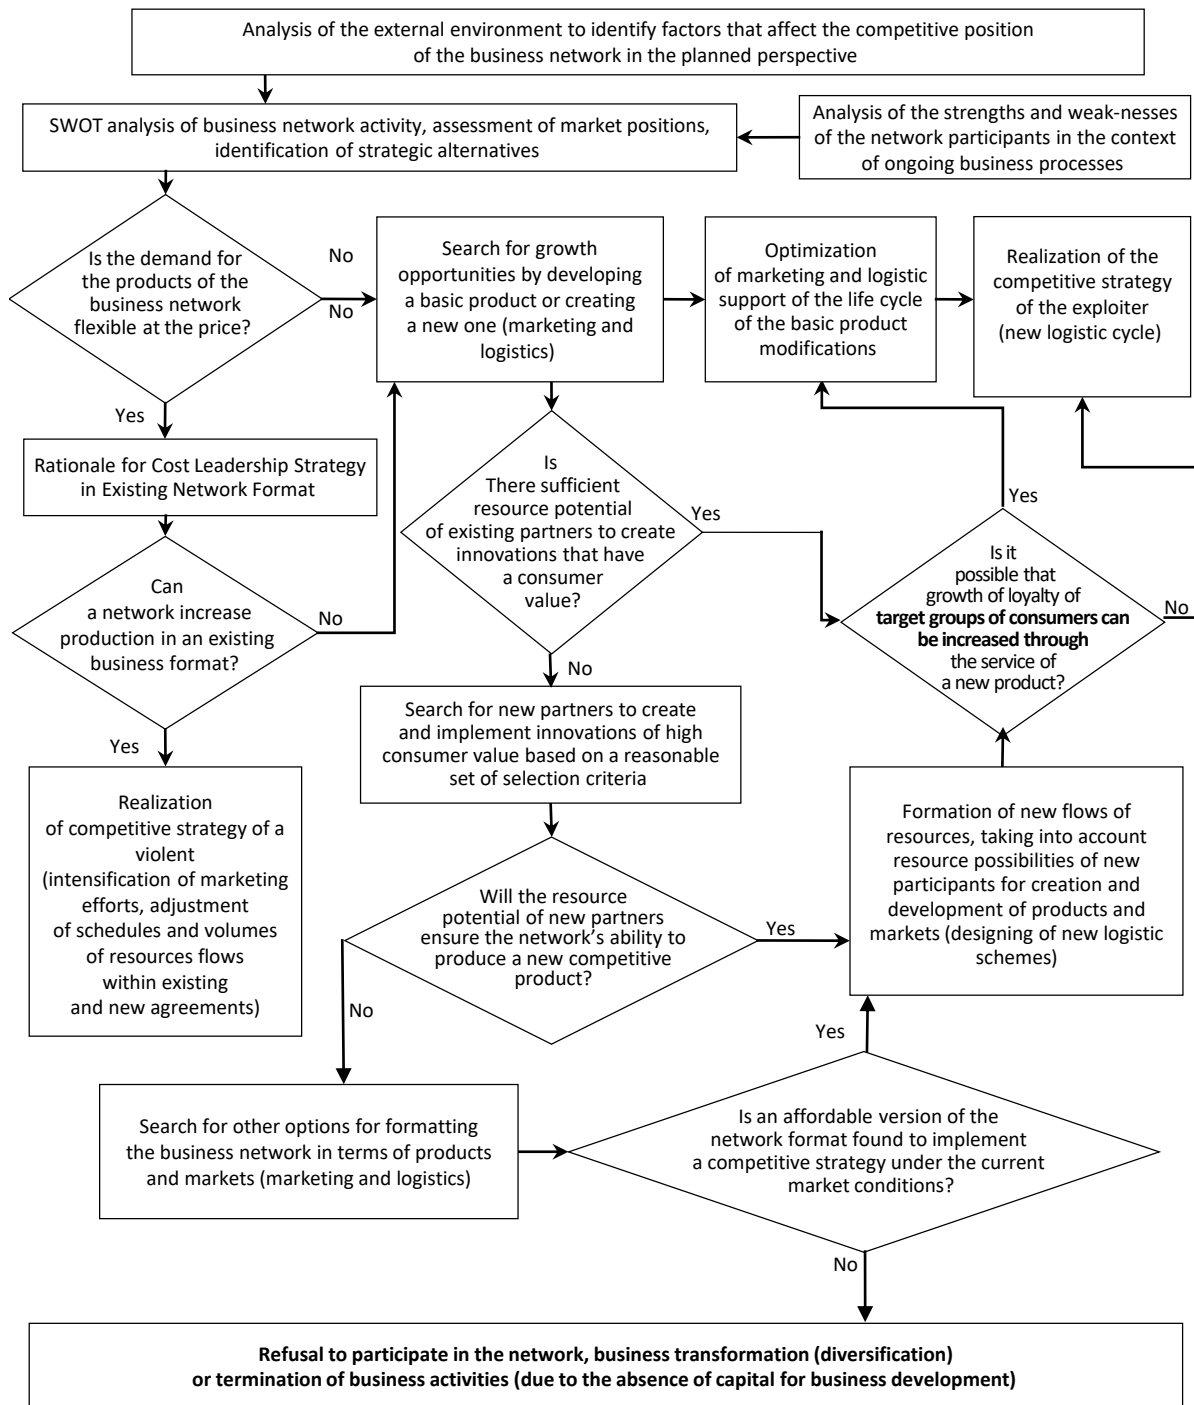 Analysis of the external environment to identify factors that affect the competitive position
of the business network in the planned perspective
SWOT analysis of business network activity, assessment of market positions,
identification of strategic alternatives
Analysis of the strengths and weak-nesses
of the network participants in the context
of ongoing business processes
Is the demand for
the products of the
business network
flexible at the price?
No
No
Search for growth
opportunities by developing
a basic product or creating
a new one (marketing and
logistics)
Optimization
of marketing and logistic
support of the life cycle
of the basic product
modifications
Realization of the
competitive strategy
of the exploiter
(new logistic cycle)
Yes
Rationale for Cost Leadership Strategy
in Existing Network Format
Is
There sufficient
resource potential
of existing partners to create
innovations that have
a consumer
value?
Yes
Yes
Is it
possible that
growth of loyalty of
target groups of consumers can
be increased through
the service of
a new product?
No
Can
a network increase
production in an existing
business format?
No
No
Yes
Search for new partners to create
and implement innovations of high
consumer value based on a reasonable
set of selection criteria
Realization
of competitive strategy of a
violent
(intensification of marketing
efforts, adjustment
of schedules and volumes
of resources flows
within existing
and new agreements)
Formation of new flows of
resources, taking into account
resource possibilities of new
participants for creation and
development of products and
markets (designing of new logistic
schemes)
Will the resource
potential of new partners
ensure the network's ability to
produce a new competitive
product?
Yes
No
Yes
Search for other options for formatting
the business network in terms of products
and markets (marketing and logistics)
Is an affordable version of the
network format found to implement
a competitive strategy under the current
market conditions?
No
Refusal to participate in the network, business transformation (diversification)
or termination of business activities (due to the absence of capital for business development)